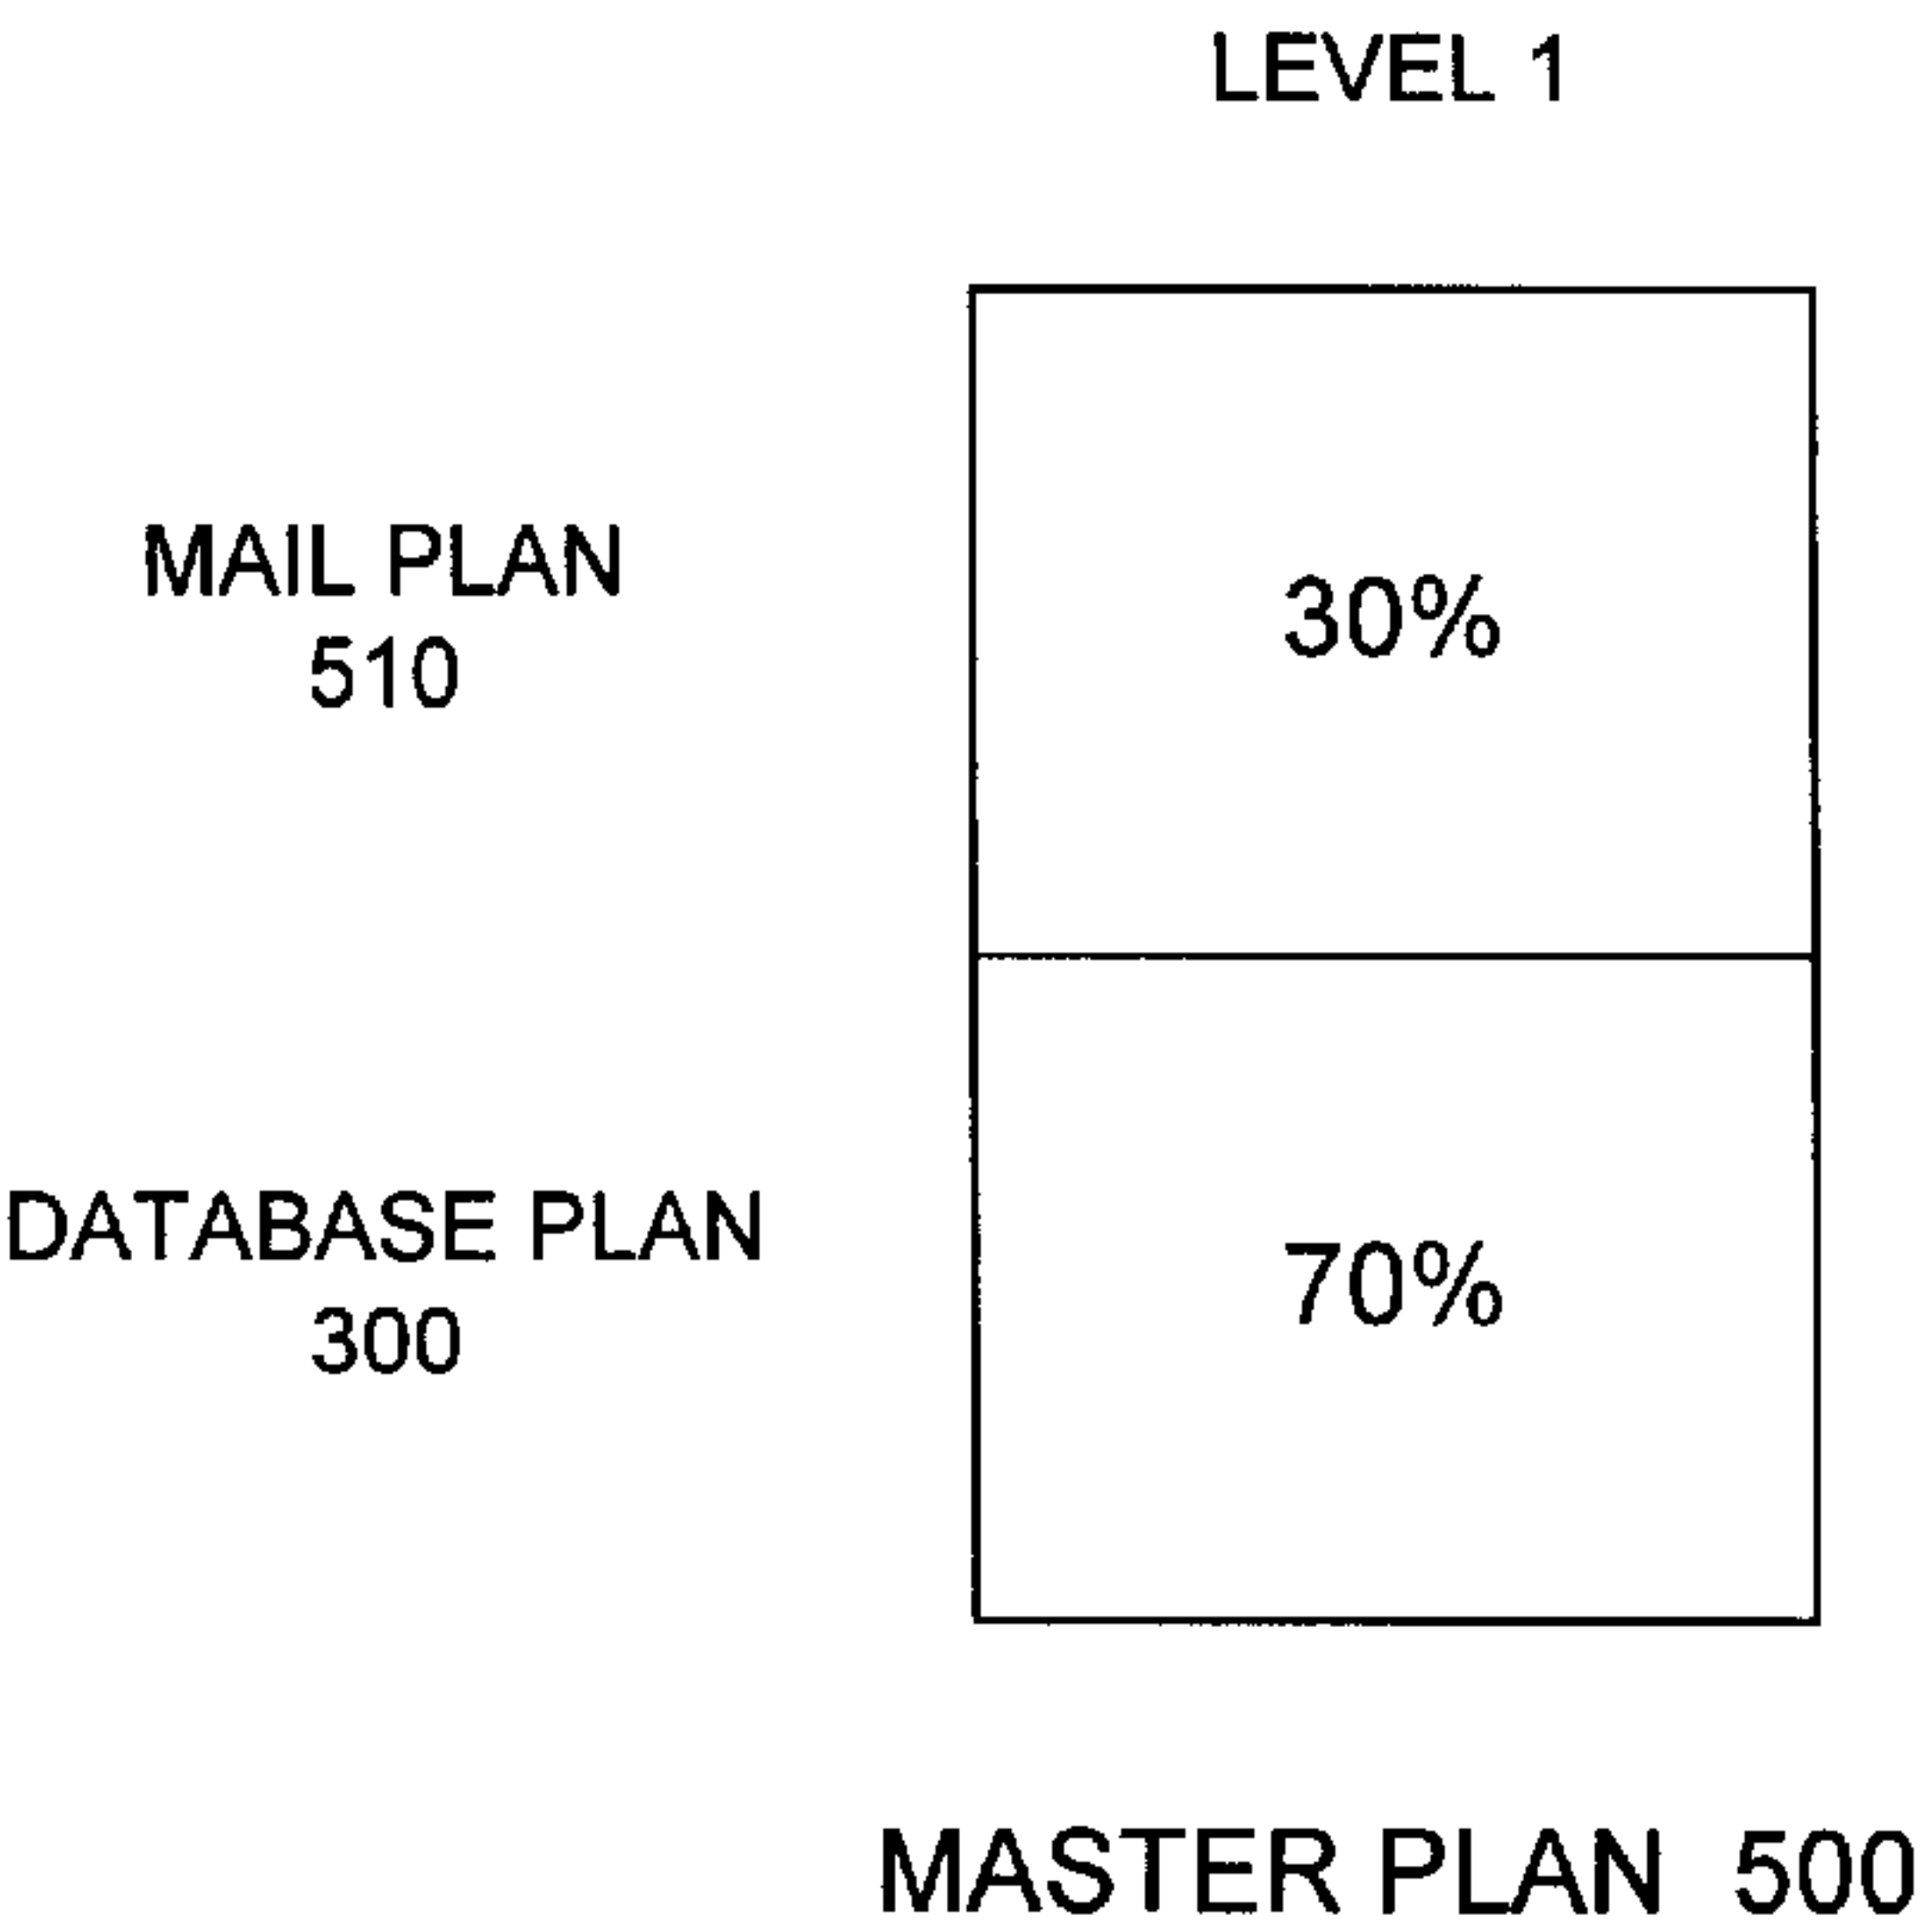 LEVEL 1
MAIL PLAN
510
30%
DATABASE PLAN
300
70%
MASTER PLAN 500